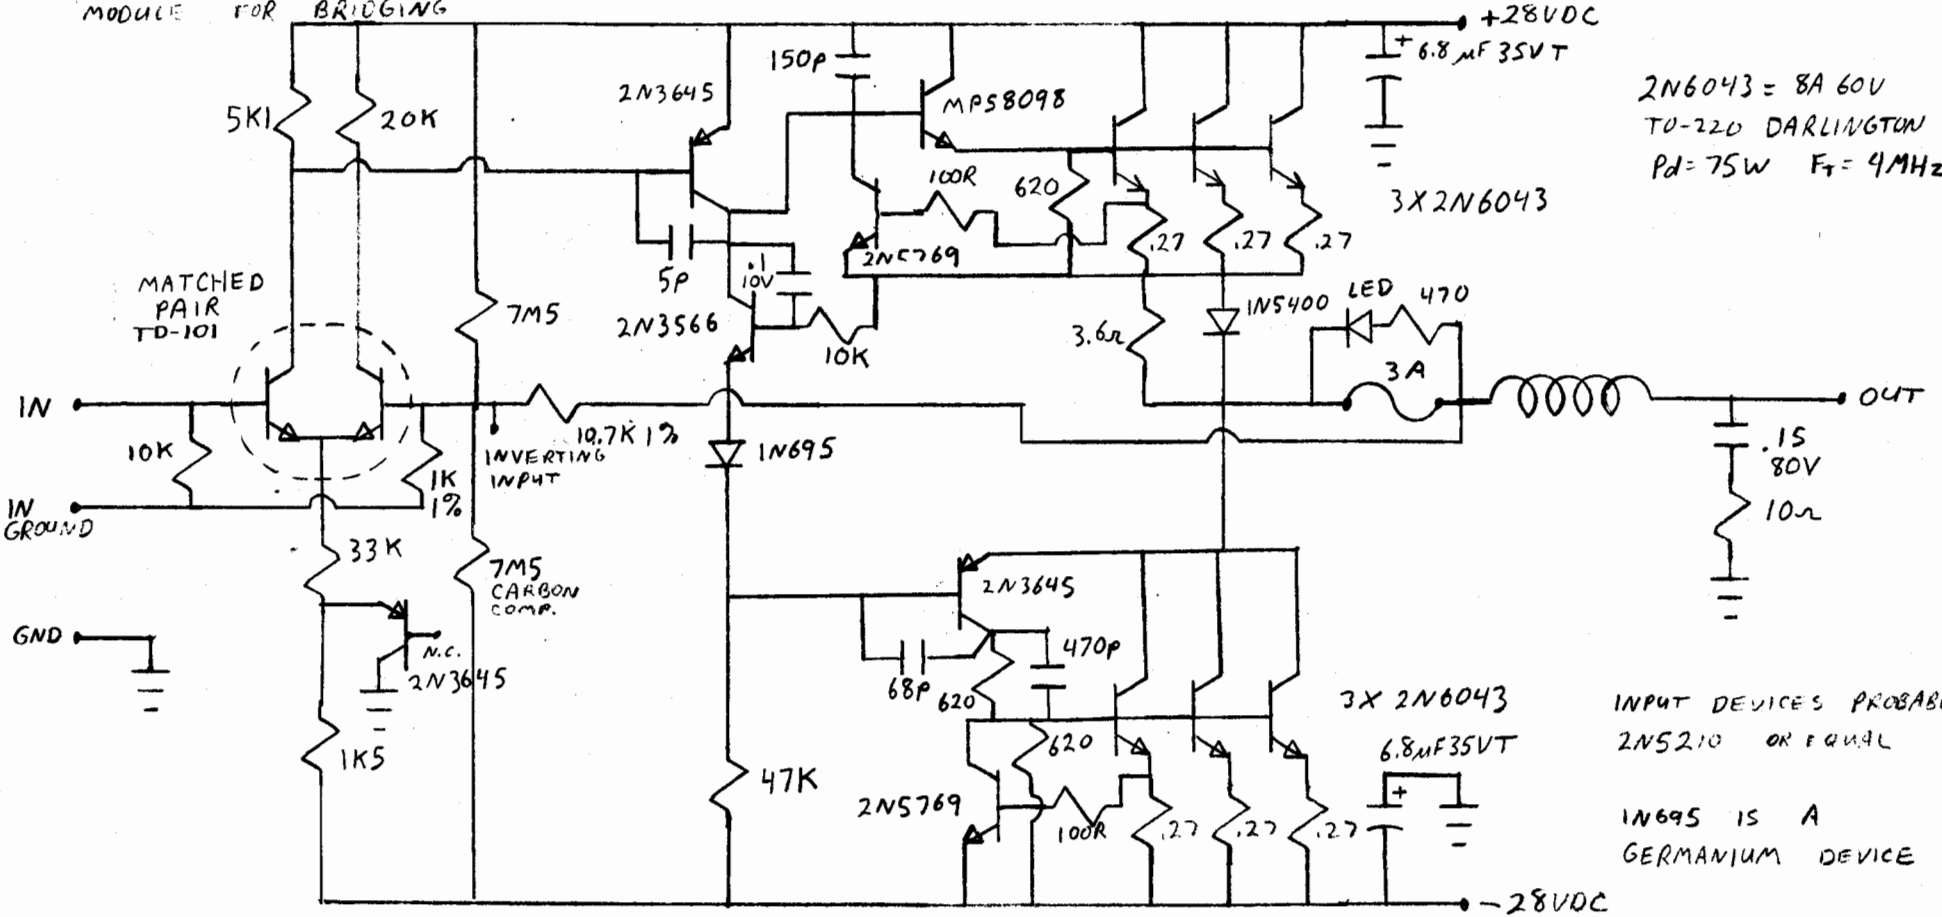 MODULE FOR BRIDGING
+28VDC
+
6.8µF 35VT
150P
2N3645
MPS8098
2N6043 = 8A 60V
TO-220 DARLINGTON
Pd=75W FT=4MHz
5K1
20K
100R
620
3X2N6043
.27
.27
.27
2N5769
5P
.1
10V
MATCHED
PAIR
TD-101
7M5
2N3566
10K
1N5400
LED
470
3.6Ω
3A
IN
OUT
10.7K 1%
10K
INVERTING
INPUT
1N695
.15
80V
1K
1%
IN
GROUND
10Ω
33K
7M5
CARBON
COMP.
2N3645
GND
N.C.
2N3645
470P
68P
620
3X 2N6043
6.8µF35VT
INPUT DEVICES
2N5210 OR EQUAL
1K5
620
47K
2N5769
100R
.27
.27
.27
+
1N695 IS A
GERMANIUM DEVICE
-28VDC